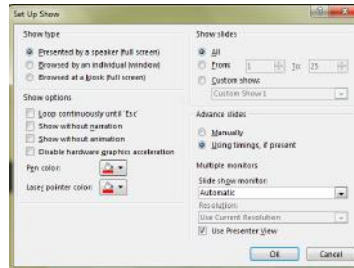 Set Up Show
Show type
Presented by a speaker (full screen)
Browsed by an individual (window)
Browsed at a kiosk (full screen)
Show options
Loop continuously until 'Esc'
Show without narration
Show without animation
Disable hardware graphics acceleration
Pen color:
Laser pointer color:
Show slides
All
From: 1 To: 25
Custom show:
Custom Show 1
Advance slides
Manually
Using timings, if present
Multiple monitors
Slide show monitor:
Automatic
Resolution:
Use Current Resolution
Use Presenter View
OK Cancel